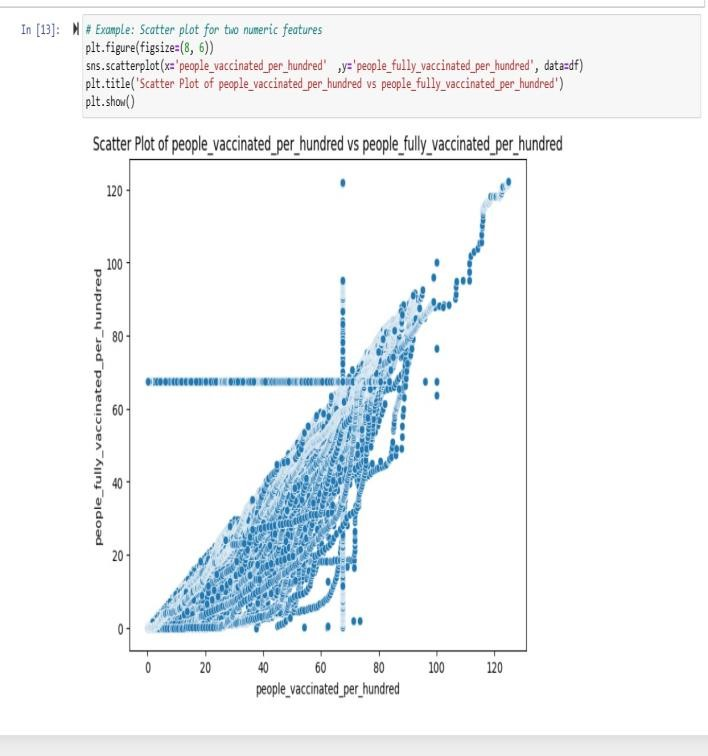 In [13]:
# Example: Scatter plot for two numeric features
plt.figure(figsize=(8, 6))
sns.scatterplot(x='people_vaccinated_per_hundred'  ,y='people_fully_vaccinated_per_hundred', data=df)
plt.title('Scatter Plot of people_vaccinated_per_hundred vs people_fully_vaccinated_per_hundred')
plt.show()
Scatter Plot of people_vaccinated_per_hundred vs people_fully_vaccinated_per_hundred
people_fully_vaccinated_per_hundred
120
100
80
60
40
20
0
0 20 40 60 80 100 120
people_vaccinated_per_hundred